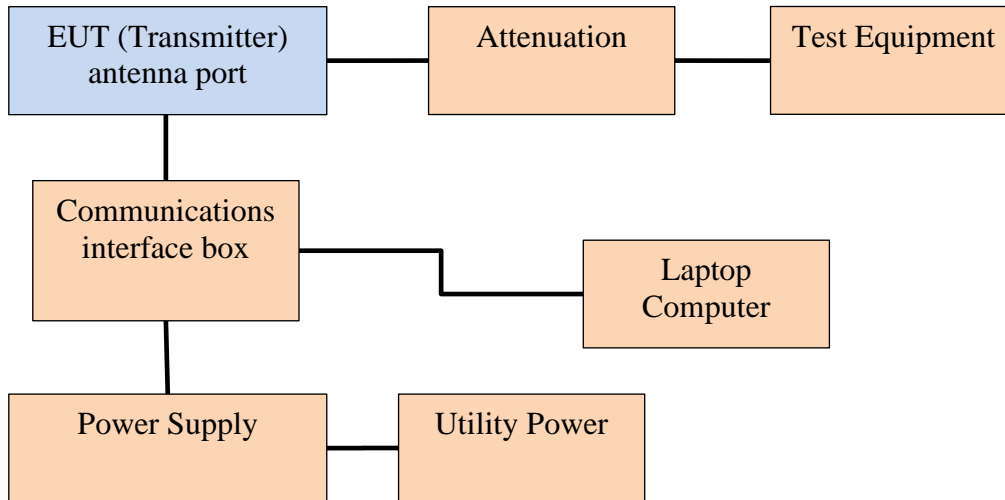 EUT (Transmitter)
antenna port
Attenuation
Test Equipment
Communications
interface box
Laptop
Computer
Power Supply
Utility Power